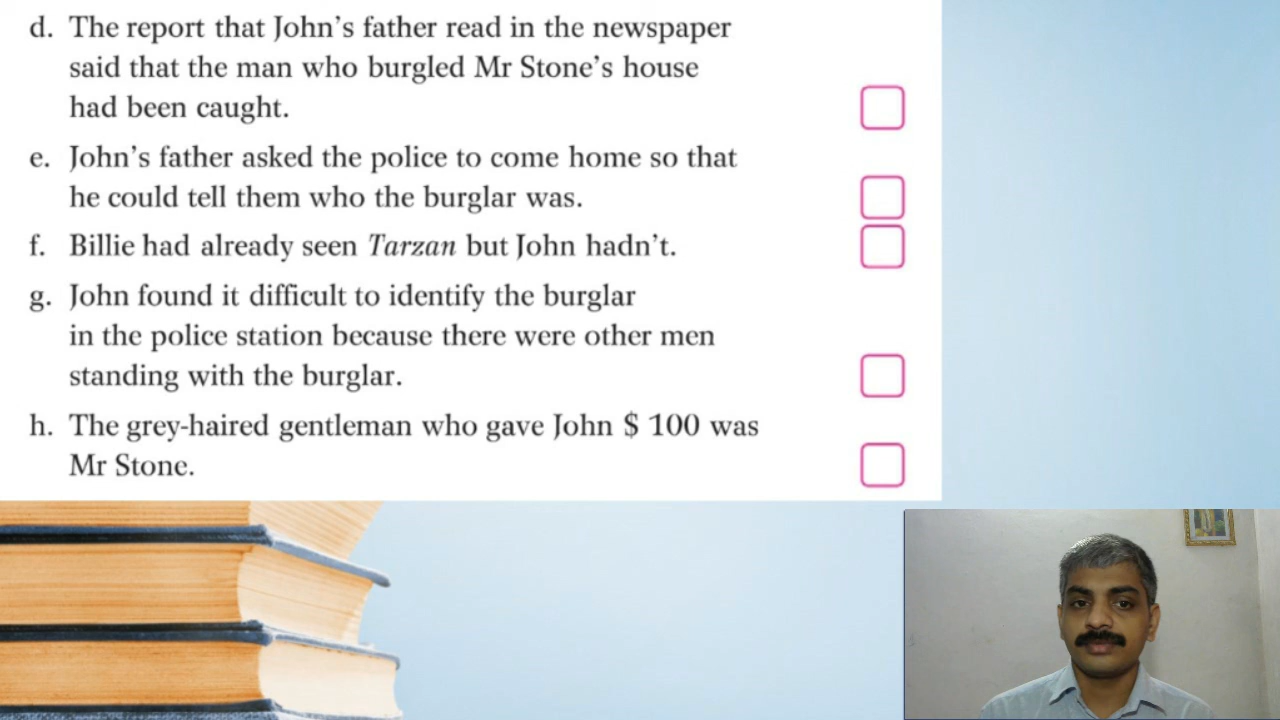 d. The report that John's father read in the newspaper
said that the man who burgled Mr Stone's house
had been caught.
e. John's father asked the police to come home so that
he could tell them who the burglar was.
f. Billie had already seen Tarzan but John hadn't.
g. John found it difficult to identify the burglar
in the police station because there were other men
standing with the burglar.
h. The grey-haired gentleman who gave John $ 100 was
Mr Stone.